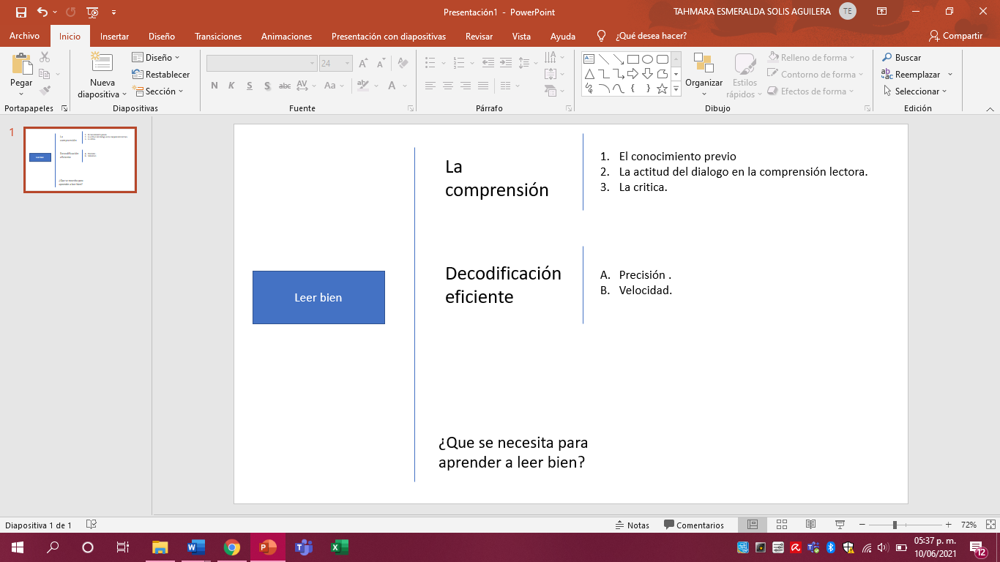 Presentación1 - PowerPoint
TAHMARA ESMERALDA SOLIS AGUILERA
TE
Archivo
Inicio
Insertar
Diseño
Transiciones
Animaciones
Presentación con diapositivas
Revisar
Vista
Ayuda
¿Qué desea hacer?
Compartir
Pegar
Portapapeles
Nueva
diapositiva
Diseño
Restablecer
Sección
Diapositivas
24
N K S S abc AV Aa A
Fuente
Párrafo
Organizar
Estilos
rápidos
Relleno de forma
Contorno de forma
Efectos de forma
Dibujo
Buscar
Reemplazar
Seleccionar
Edición
1
La
comprensión
1. El conocimiento previo
2. La actitud del dialogo en la comprensión lectora.
3. La critica.
Decodificación
eficiente
A. Precisión .
B. Velocidad.
Leer bien
¿Que se necesita para
aprender a leer bien?
Diapositiva 1 de 1
Notas
Comentarios
72%
05:37 p. m.
10/06/2021
12